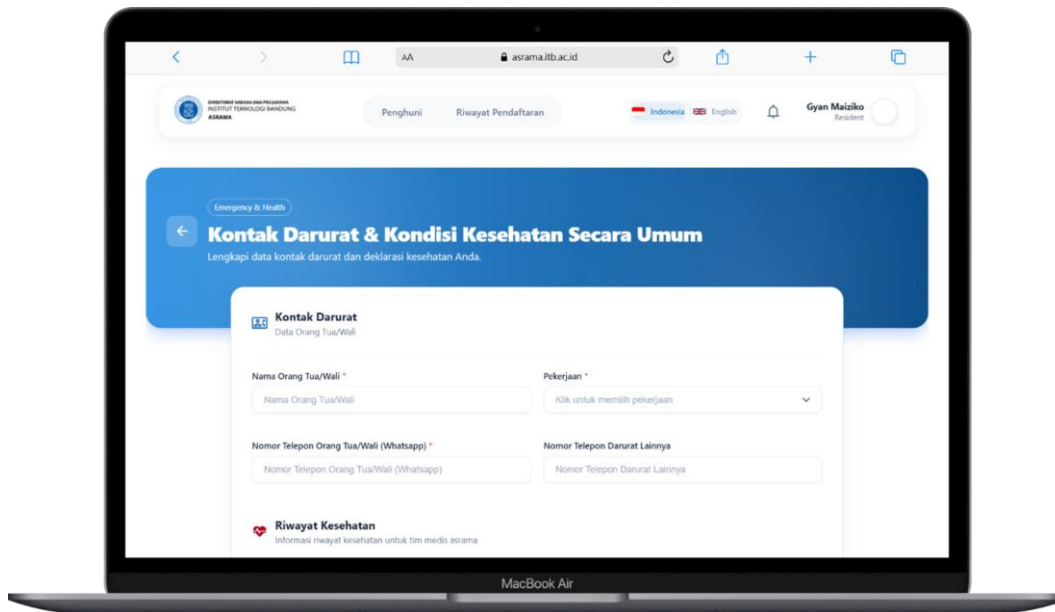 AA
asrama.itb.ac.id
DIREKTORAT SARANA DAN PRASARANA
INSTITUT TEKNOLOGI BANDUNG
ASRAMA
Penghuni
Riwayat Pendaftaran
Indonesia
English
Gyan Maiziko
Resident
Emergency & Health
Kontak Darurat & Kondisi Kesehatan Secara Umum
Lengkapi data kontak darurat dan deklarasi kesehatan Anda.
Kontak Darurat
Data Orang Tua/Wali
Nama Orang Tua/Wali *
Pekerjaan *
Nama Orang Tua/Wali
Klik untuk memilih pekerjaan
Nomor Telepon Orang Tua/Wali (Whatsapp) *
Nomor Telepon Darurat Lainnya
Nomor Telepon Orang Tua/Wali (Whatsapp)
Nomor Telepon Darurat Lainnya
Riwayat Kesehatan
Informasi riwayat kesehatan untuk tim medis asrama
MacBook Air